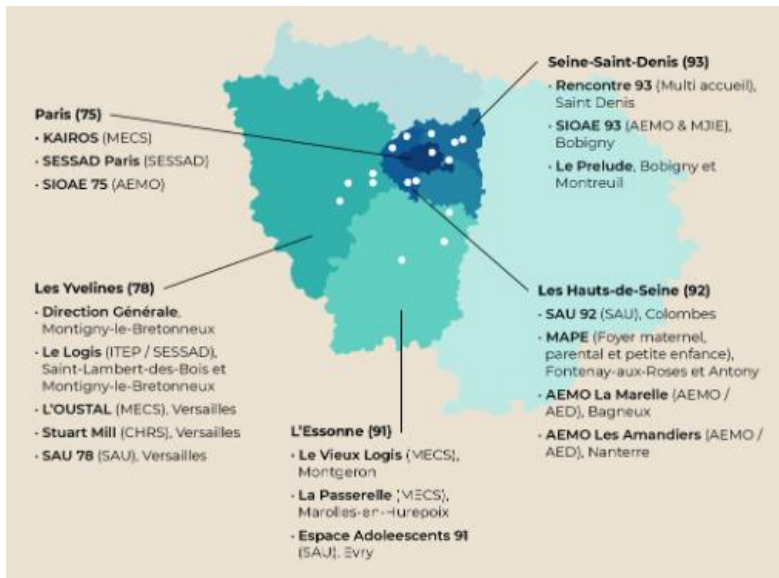 Paris (75)
· KAIROS (MECS)
· SESSAD Paris (SESSAD)
· SIOAE 75 (AEMO)
Seine-Saint-Denis (93)
· Rencontre 93 (Multi accueil),
Saint Denis
· SIOAE 93 (AEMO & MJIE),
Bobigny
· Le Prelude, Bobigny et
Montreuil
Les Yvelines (78)
· Direction Générale,
Montigny-le-Bretonneux
· Le Logis (ITEP / SESSAD),
Saint-Lambert-des-Bois et
Montigny-le-Bretonneux
· L'OUSTAL (MECS), Versailles
· Stuart Mill (CHRS), Versailles
· SAU 78 (SAU), Versailles
L'Essonne (91)
· Le Vieux Logis (MECS),
Montgeron
· La Passerelle (MECS),
Marolles-en-Hurepoix
· Espace Adoleescents 91
(SAU), Evry
Les Hauts-de-Seine (92)
· SAU 92 (SAU), Colombes
· MAPE (Foyer maternel,
parental et petite enfance),
Fontenay-aux-Roses et Antony
· AEMO La Marelle (AEMO /
AED), Bagneux
· AEMO Les Amandiers (AEMO /
AED), Nanterre